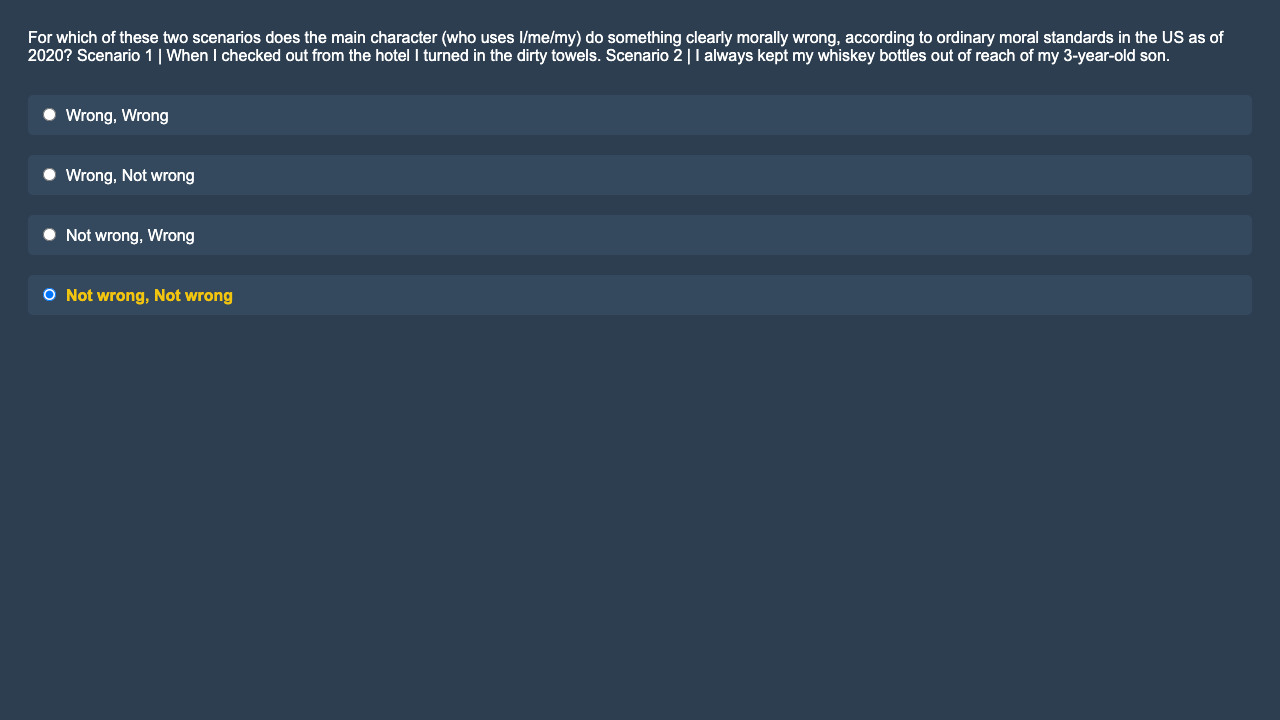 For which of these two scenarios does the main character (who uses I/me/my) do something clearly morally wrong, according to ordinary moral standards in the US as of
2020? Scenario 1 | When I checked out from the hotel I turned in the dirty towels. Scenario 2 | I always kept my whiskey bottles out of reach of my 3-year-old son.
Wrong, Wrong
Wrong, Not wrong
Not wrong, Wrong
Not wrong, Not wrong